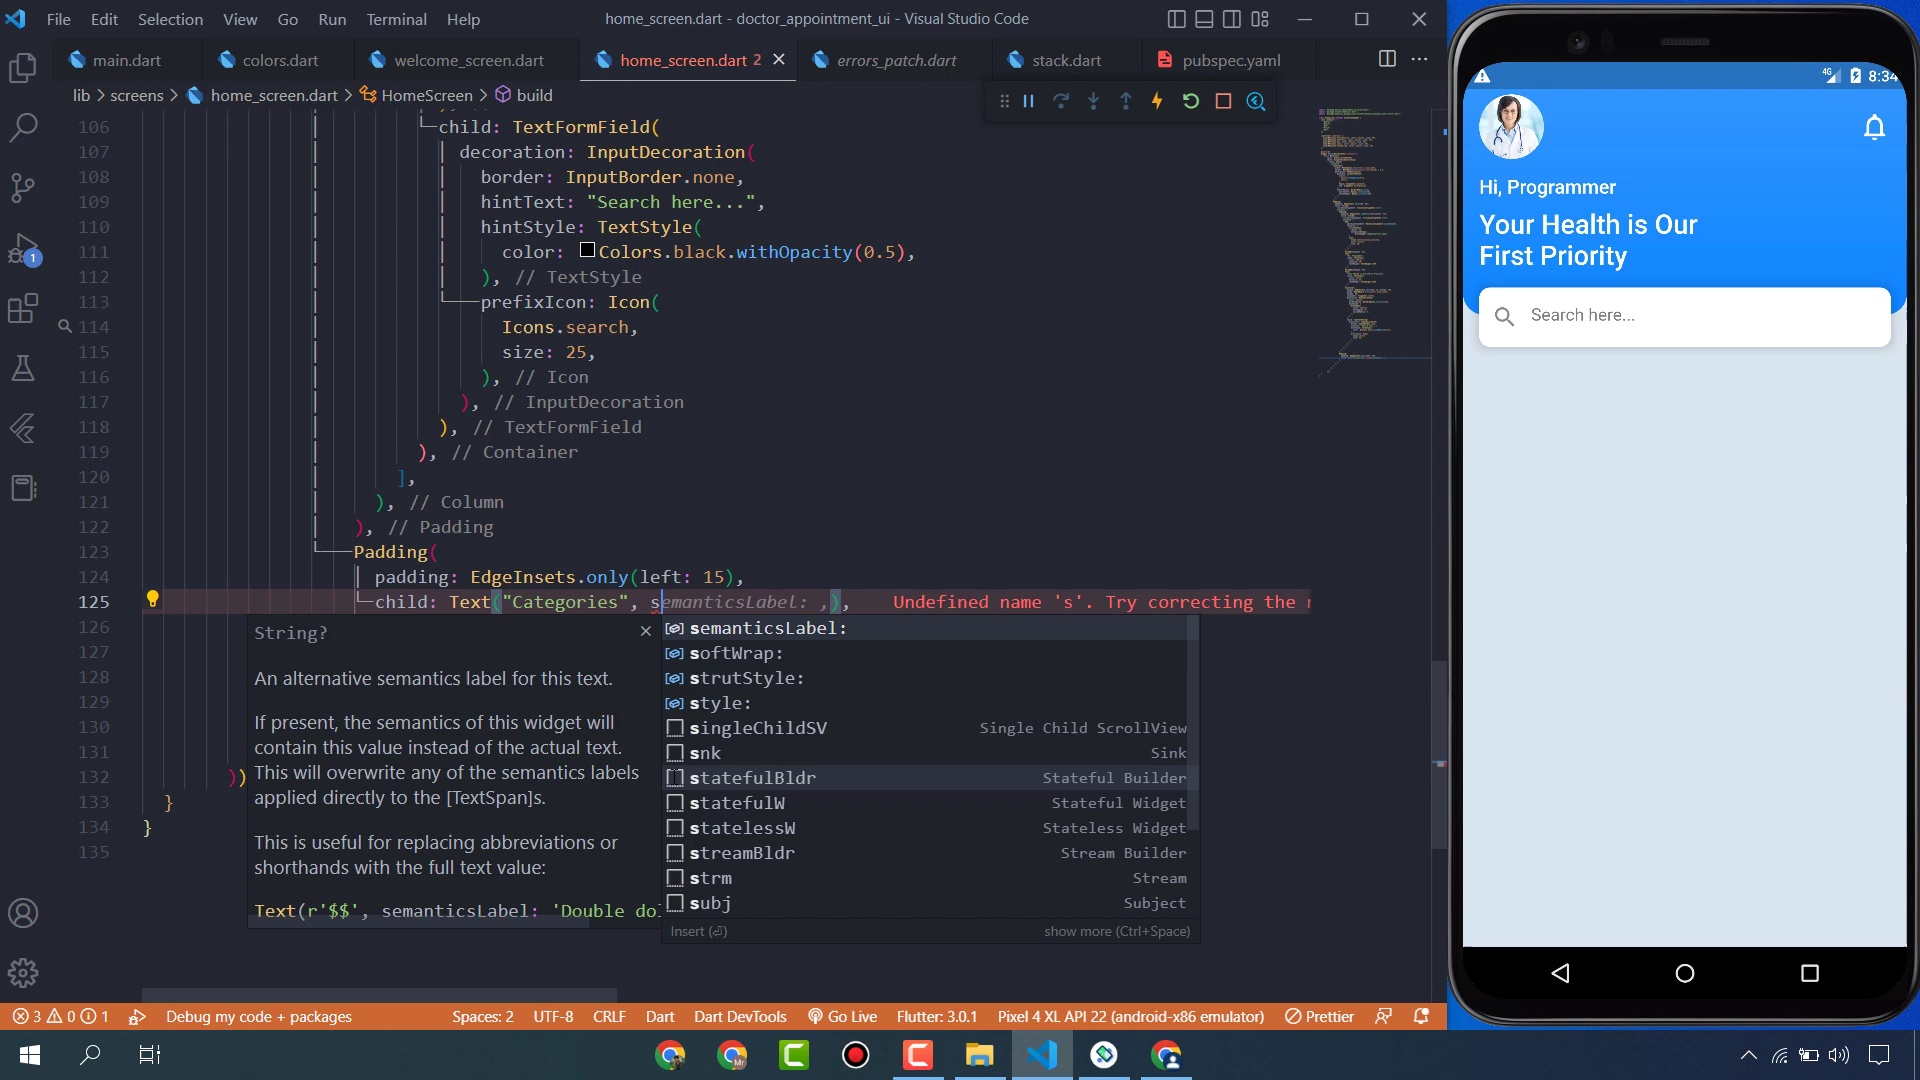 File Edit Selection View Go Run Terminal Help
home_screen.dart - doctor_appointment_ui - Visual Studio Code
main.dart
colors.dart
welcome_screen.dart
home_screen.dart 2
errors_patch.dart
stack.dart
pubspec.yaml
lib > screens > home_screen.dart > HomeScreen > build
106 child: TextFormField(
107 decoration: InputDecoration(
108 border: InputBorder.none,
109 hintText: "Search here...",
110 hintStyle: TextStyle(
111 color: Colors.black.withOpacity(0.5),
112 ), // TextStyle
113 prefixIcon: Icon(
114 Icons.search,
115 size: 25,
116 ), // Icon
117 ), // InputDecoration
118 ), // TextFormField
119 ), // Container
120 ],
121 ), // Column
122 ), // Padding
123 Padding(
124 padding: EdgeInsets.only(left: 15),
125 child: Text("Categories", semanticsLabel: ,), Undefined name 's'. Try correcting the
126
127
128
129
130
131
132 ))
133 }
134 }
135
String?
An alternative semantics label for this text.
If present, the semantics of this widget will
contain this value instead of the actual text.
This will overwrite any of the semantics labels
applied directly to the [TextSpan]s.
This is useful for replacing abbreviations or
shorthands with the full text value:
Text(r'$$', semanticsLabel: 'Double dol
semanticsLabel:
softWrap:
strutStyle:
style:
singleChildSV Single Child ScrollView
snk Sink
statefulBldr Stateful Builder
statefulW Stateful Widget
statelessW Stateless Widget
streamBldr Stream Builder
strm Stream
subj Subject
Insert (⏎) show more (Ctrl+Space)
1
3 0 1 Debug my code + packages Spaces: 2 UTF-8 CRLF Dart Dart DevTools Go Live Flutter: 3.0.1 Pixel 4 XL API 22 (android-x86 emulator) Prettier
4G 8:34
Hi, Programmer
Your Health is Our
First Priority
Search here...